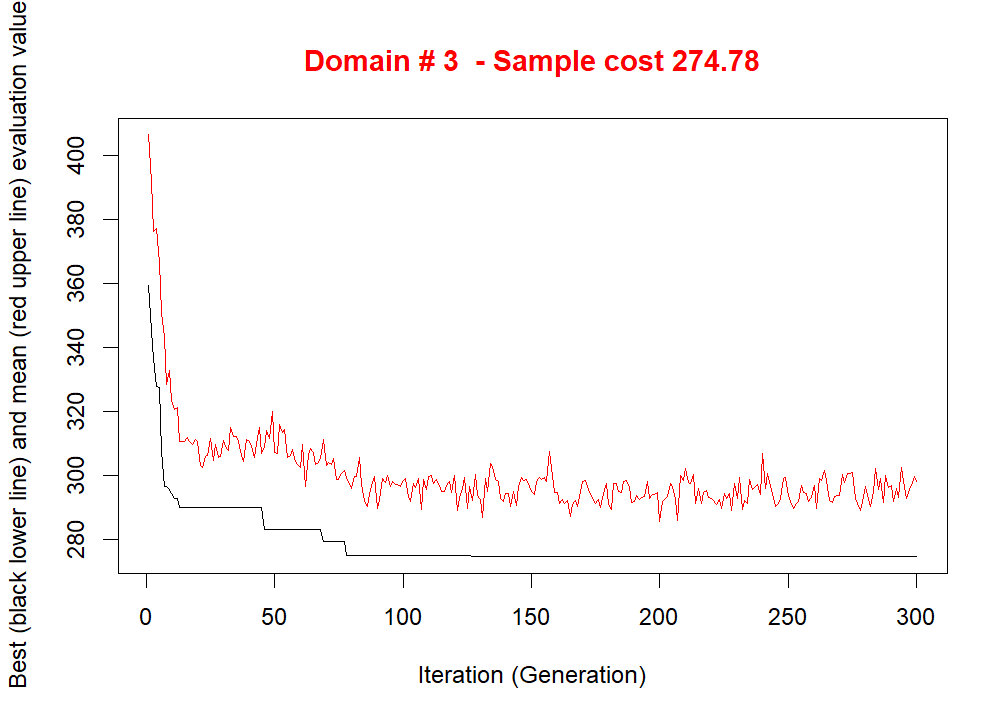 Domain # 3  - Sample cost 274.78
Best (black lower line) and mean (red upper line) evaluation value
400
380
360
340
320
300
280
0 50 100 150 200 250 300
Iteration (Generation)